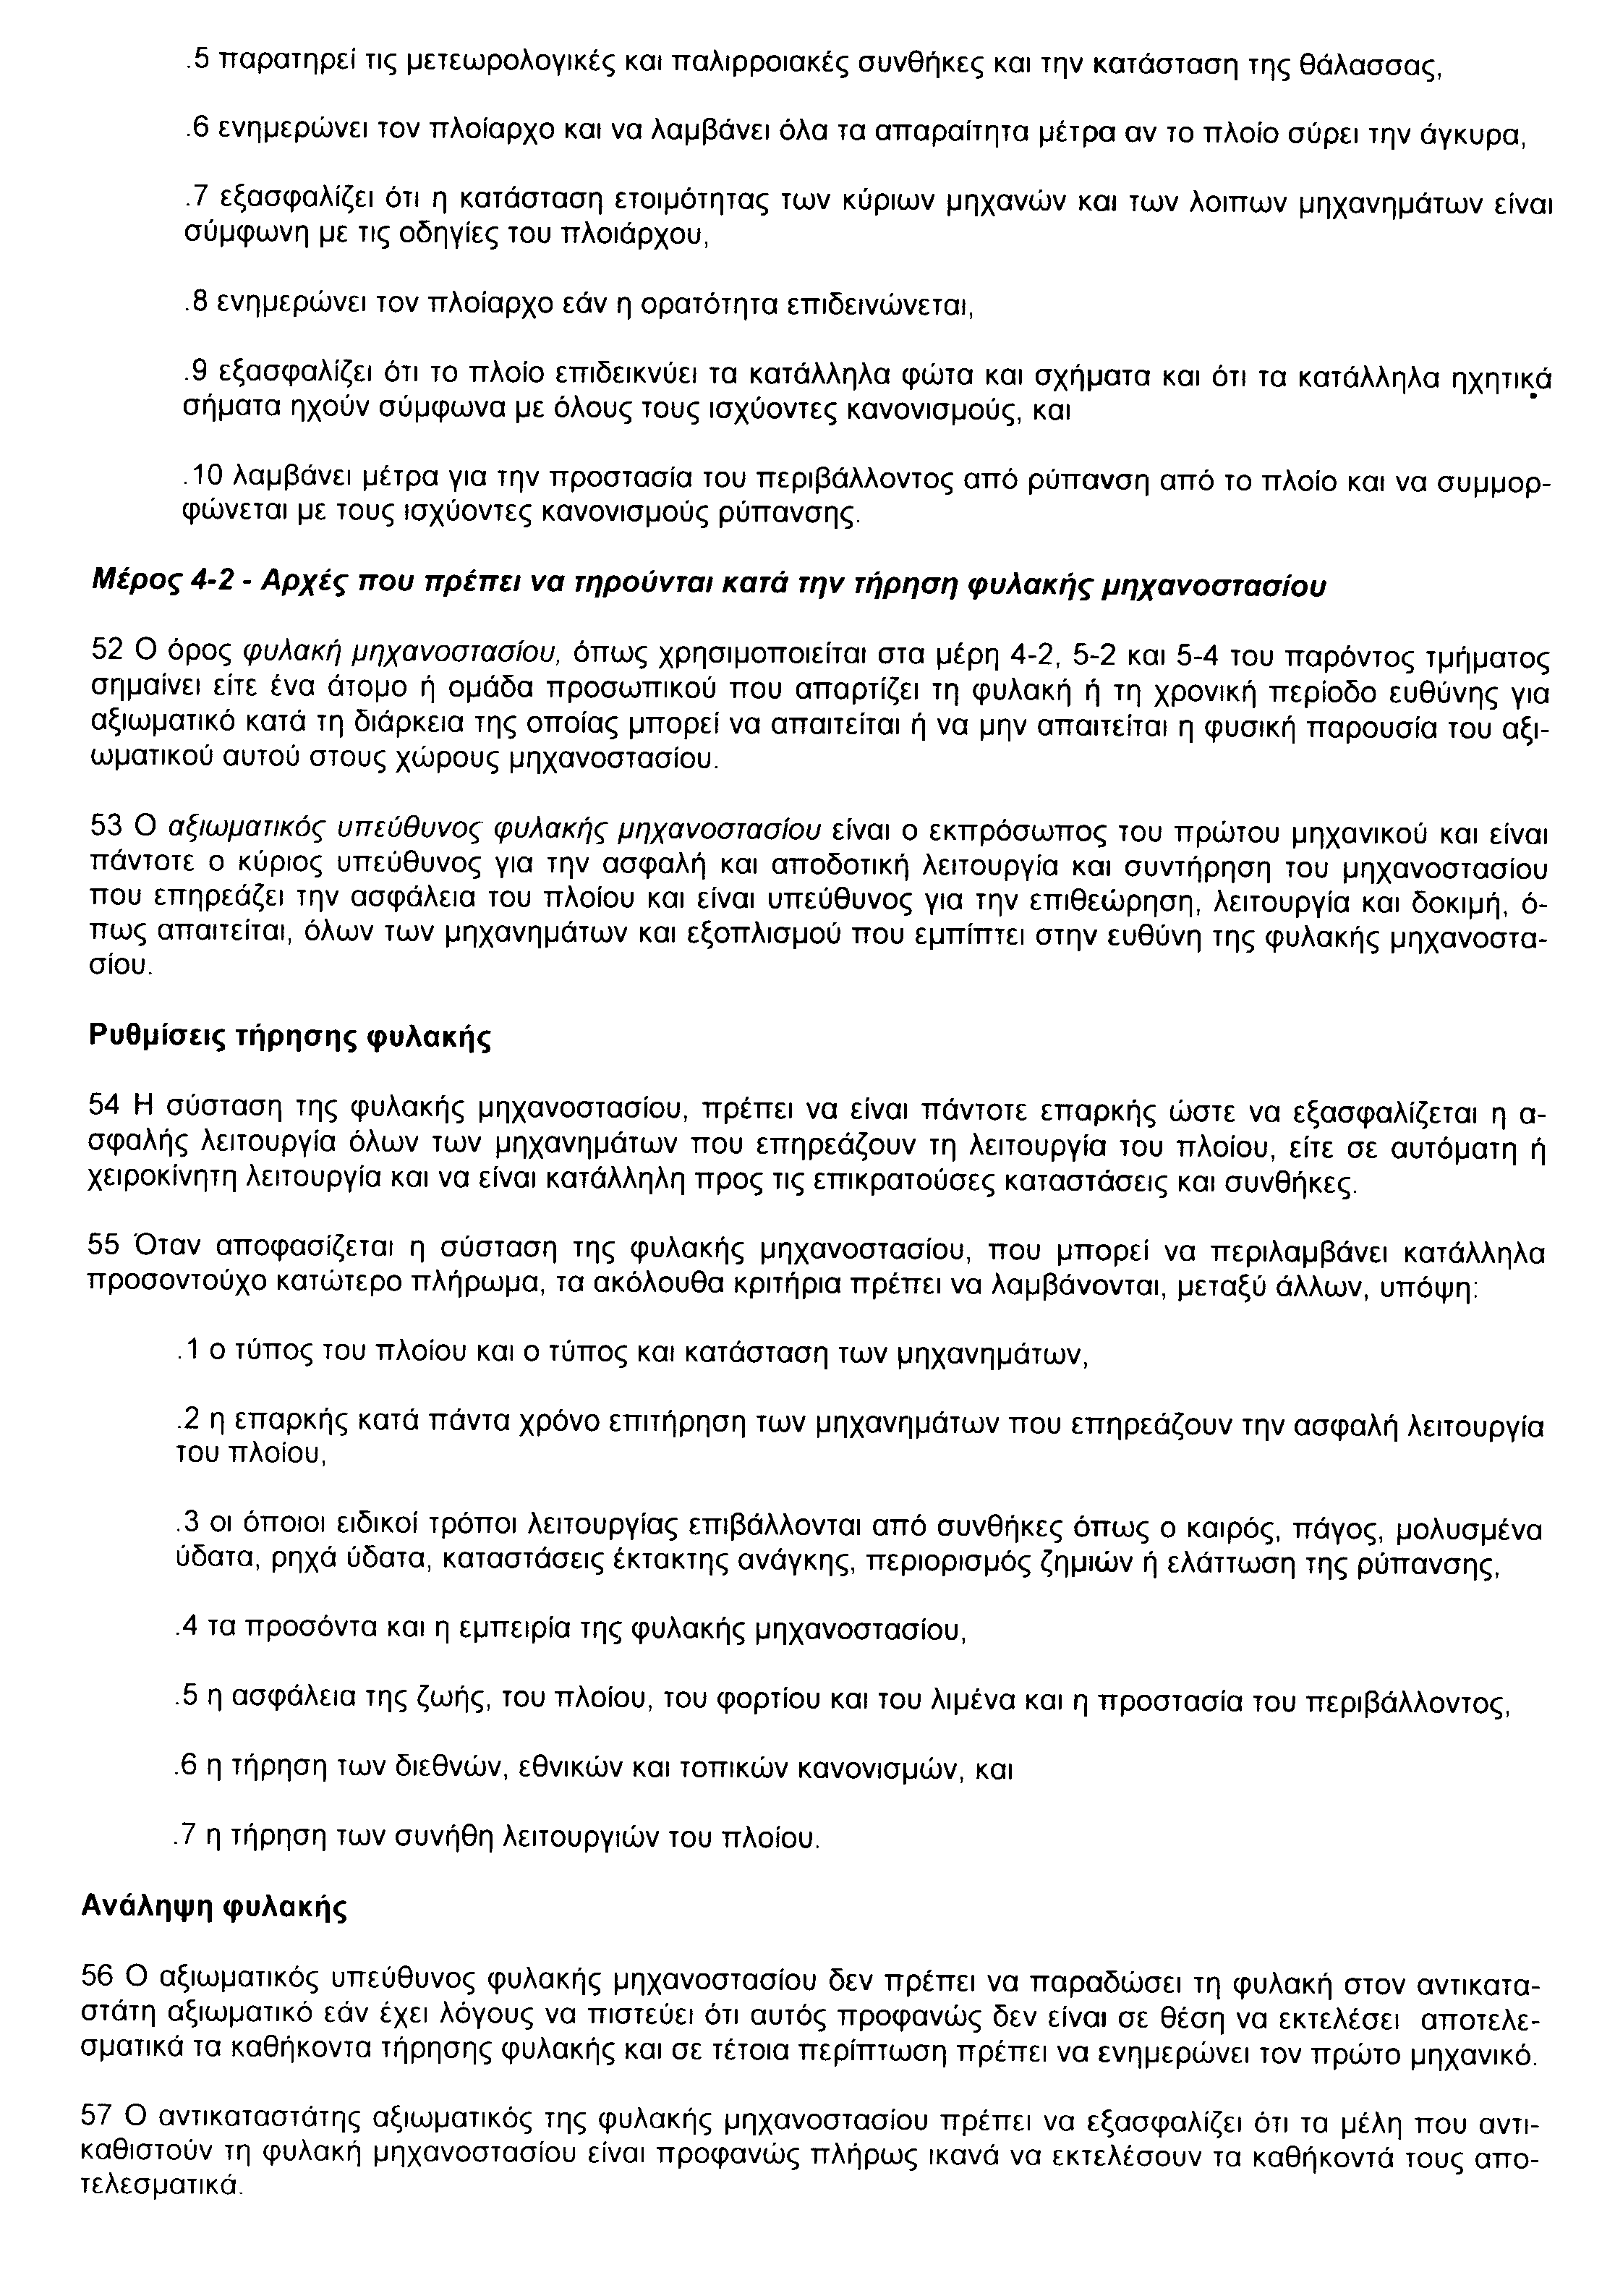 .5 παρατηρεί τις μετεωρολογικές και παλιρροιακές συνθήκες και την κατάσταση της θάλασσας,
.6 ενημερώνει τον πλοίαρχο και να λαμβάνει όλα τα απαραίτητα μέτρα αν το πλοίο σύρει την άγκυρα,
.7 εξασφαλίζει ότι η κατάσταση ετοιμότητας των κύριων μηχανών και των λοιπων μηχανημάτων είναι
σύμφωνη με τις οδηγίες του πλοιάρχου,
.8 ενημερώνει τον πλοίαρχο εάν η ορατότητα επιδεινώνεται,
.9 εξασφαλίζει ότι το πλοίο επιδεικνύει τα κατάλληλα φώτα και σχήματα και ότι τα κατάλληλα ηχητικά
σήματα ηχούν σύμφωνα με όλους τους ισχύοντες κανονισμούς, και
.10 λαμβάνει μέτρα για την προστασία του περιβάλλοντος από ρύπανση από το πλοίο και να συμμορ-
φώνεται με τους ισχύοντες κανονισμούς ρύπανσης.
Μέρος 4-2 - Αρχές που πρέπει να τηρούνται κατά την τήρηση φυλακής μηχανοστασίου
52 Ο όρος φυλακή μηχανοστασίου, όπως χρησιμοποιείται στα μέρη 4-2, 5-2 και 5-4 του παρόντος τμήματος
σημαίνει είτε ένα άτομο ή ομάδα προσωπικού που απαρτίζει τη φυλακή ή τη χρονική περίοδο ευθύνης για
αξιωματικό κατά τη διάρκεια της οποίας μπορεί να απαιτείται ή να μην απαιτείται η φυσική παρουσία του αξι-
ωματικού αυτού στους χώρους μηχανοστασίου.
53 Ο αξιωματικός υπεύθυνος φυλακής μηχανοστασίου είναι ο εκπρόσωπος του πρώτου μηχανικού και είναι
πάντοτε ο κύριος υπεύθυνος για την ασφαλή και αποδοτική λειτουργία και συντήρηση του μηχανοστασίου
που επηρεάζει την ασφάλεια του πλοίου και είναι υπεύθυνος για την επιθεώρηση, λειτουργία και δοκιμή, ό-
πως απαιτείται, όλων των μηχανημάτων και εξοπλισμού που εμπίπτει στην ευθύνη της φυλακής μηχανοστα-
σίου.
Ρυθμίσεις τήρησης φυλακής
54 Η σύσταση της φυλακής μηχανοστασίου, πρέπει να είναι πάντοτε επαρκής ώστε να εξασφαλίζεται η α-
σφαλής λειτουργία όλων των μηχανημάτων που επηρεάζουν τη λειτουργία του πλοίου, είτε σε αυτόματη ή
χειροκίνητη λειτουργία και να είναι κατάλληλη προς τις επικρατούσες καταστάσεις και συνθήκες.
55 Όταν αποφασίζεται η σύσταση της φυλακής μηχανοστασίου, που μπορεί να περιλαμβάνει κατάλληλα
προσοντούχο κατώτερο πλήρωμα, τα ακόλουθα κριτήρια πρέπει να λαμβάνονται, μεταξύ άλλων, υπόψη:
.1 ο τύπος του πλοίου και ο τύπος και κατάσταση των μηχανημάτων,
.2 η επαρκής κατά πάντα χρόνο επιτήρηση των μηχανημάτων που επηρεάζουν την ασφαλή λειτουργία
του πλοίου,
.3 οι όποιοι ειδικοί τρόποι λειτουργίας επιβάλλονται από συνθήκες όπως ο καιρός, πάγος, μολυσμένα
ύδατα, ρηχά ύδατα, καταστάσεις έκτακτης ανάγκης, περιορισμός ζημιών ή ελάττωση της ρύπανσης,
.4 τα προσόντα και η εμπειρία της φυλακής μηχανοστασίου,
.5 η ασφάλεια της ζωής, του πλοίου, του φορτίου και του λιμένα και η προστασία του περιβάλλοντος,
.6 η τήρηση των διεθνών, εθνικών και τοπικών κανονισμών, και
.7 η τήρηση των συνήθη λειτουργιών του πλοίου.
Ανάληψη φυλακής
56 Ο αξιωματικός υπεύθυνος φυλακής μηχανοστασίου δεν πρέπει να παραδώσει τη φυλακή στον αντικατα-
στάτη αξιωματικό εάν έχει λόγους να πιστεύει ότι αυτός προφανώς δεν είναι σε θέση να εκτελέσει αποτελε-
σματικά τα καθήκοντα τήρησης φυλακής και σε τέτοια περίπτωση πρέπει να ενημερώνει τον πρώτο μηχανικό.
57 Ο αντικαταστάτης αξιωματικός της φυλακής μηχανοστασίου πρέπει να εξασφαλίζει ότι τα μέλη που αντι-
καθιστούν τη φυλακή μηχανοστασίου είναι προφανώς πλήρως ικανά να εκτελέσουν τα καθήκοντά τους απο-
τελεσματικά.